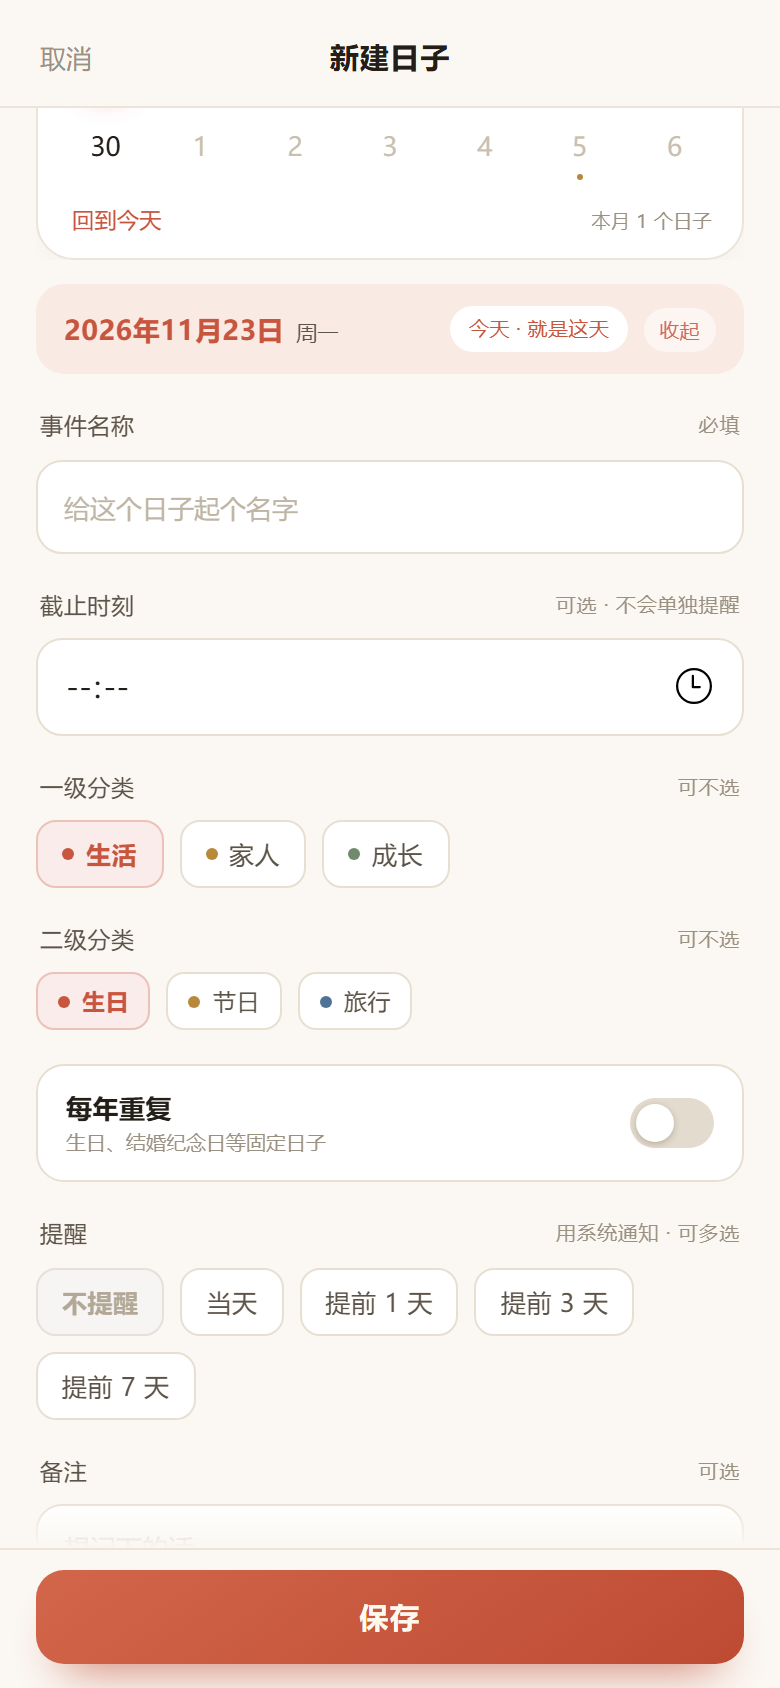 取消 新建日子
30 1 2 3 4 5 6
回到今天 本月 1 个日子
2026年11月23日 周一 今天 · 就是这天 收起
事件名称 必填
给这个日子起个名字
截止时刻 可选 · 不会单独提醒
--:--
一级分类 可不选
生活 家人 成长
二级分类 可不选
生日 节日 旅行
每年重复
生日、结婚纪念日等固定日子
提醒 用系统通知 · 可多选
不提醒 当天 提前 1 天 提前 3 天
提前 7 天
备注 可选
保存